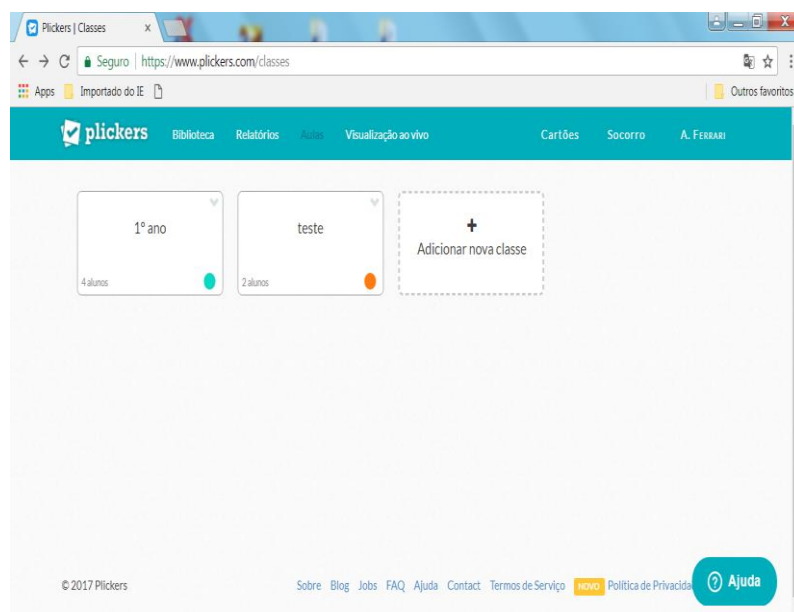 Plickers | Classes
Seguro | https://www.plickers.com/classes
Apps Importado do IE Outros favoritos
plickers Biblioteca Relatórios Aulas Visualização ao vivo Cartões Socorro A. FERRARI
1º ano
4 alunos
teste
2 alunos
+
Adicionar nova classe
© 2017 Plickers Sobre Blog Jobs FAQ Ajuda Contact Termos de Serviço NOVO Política de Privacida
Ajuda